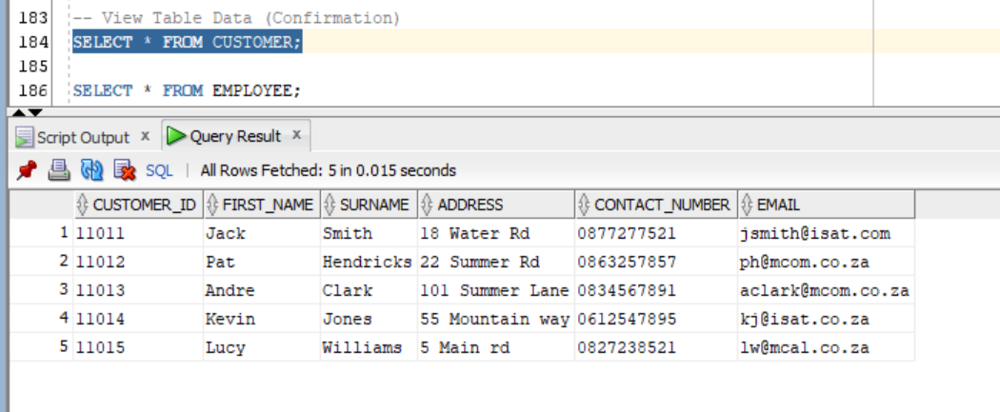 183 -- View Table Data (Confirmation)
184 SELECT * FROM CUSTOMER;
185
186 SELECT * FROM EMPLOYEE;
Script Output x Query Result x
SQL | All Rows Fetched: 5 in 0.015 seconds
CUSTOMER_ID FIRST_NAME SURNAME ADDRESS CONTACT_NUMBER EMAIL
1 11011 Jack Smith 18 Water Rd 0877277521 jsmith@isat.com
2 11012 Pat Hendricks 22 Summer Rd 0863257857 ph@mcom.co.za
3 11013 Andre Clark 101 Summer Lane 0834567891 aclark@mcom.co.za
4 11014 Kevin Jones 55 Mountain way 0612547895 kj@isat.co.za
5 11015 Lucy Williams 5 Main rd 0827238521 lw@mcal.co.za